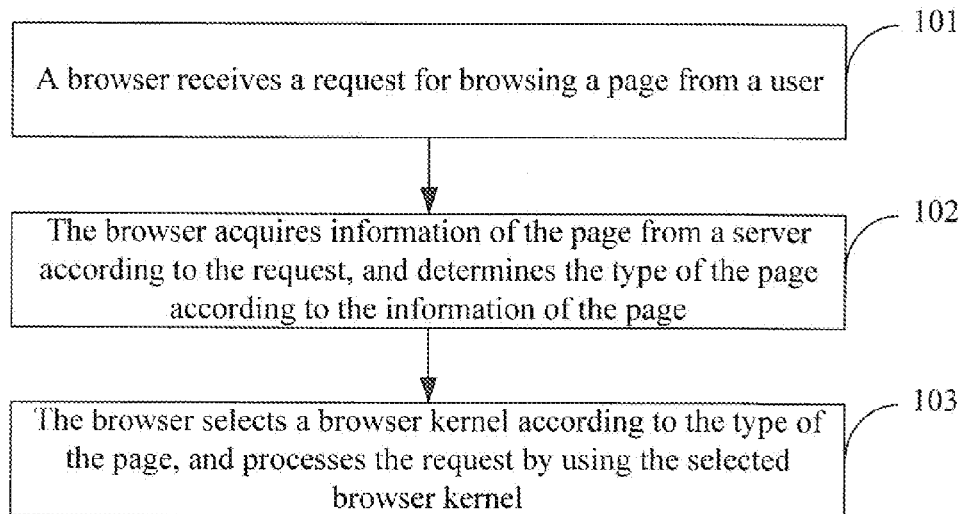 101
A browser receives a request for browsing a page from a user
102
The browser acquires information of the page from a server
according to the request, and determines the type of the page
according to the information of the page
103
The browser selects a browser kernel according to the type of
the page, and processes the request by using the selected
browser kernel